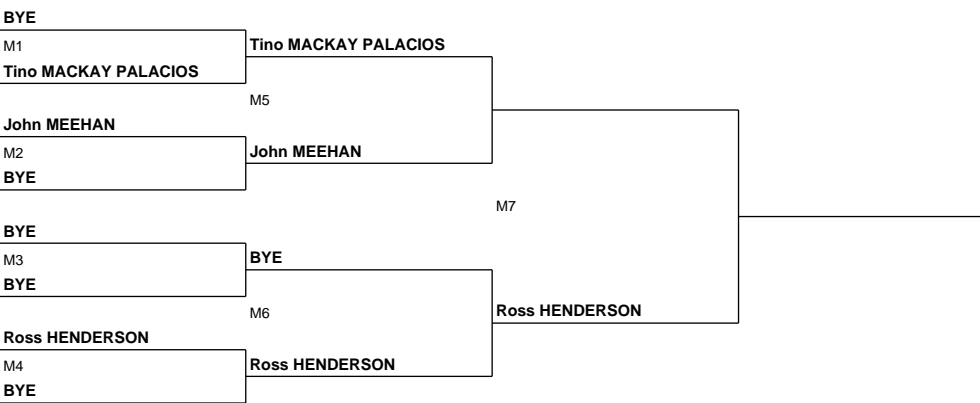 BYE
M1
Tino MACKAY PALACIOS
Tino MACKAY PALACIOS
M5
John MEEHAN
M2
John MEEHAN
BYE
M7
BYE
M3
BYE
BYE
M6
Ross HENDERSON
Ross HENDERSON
M4
Ross HENDERSON
BYE